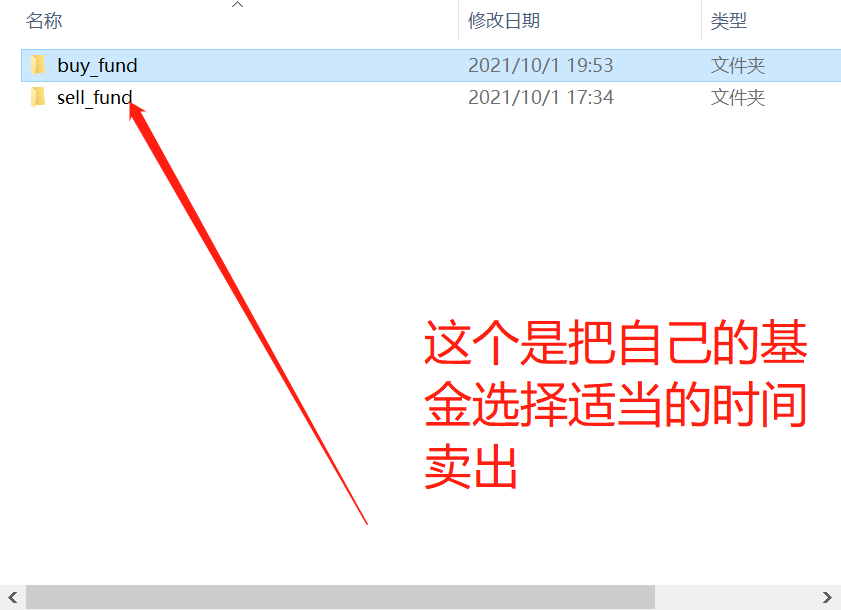 名称 修改日期 类型
buy_fund 2021/10/1 19:53 文件夹
sell_fund 2021/10/1 17:34 文件夹
这个是把自己的基
金选择适当的时间
卖出